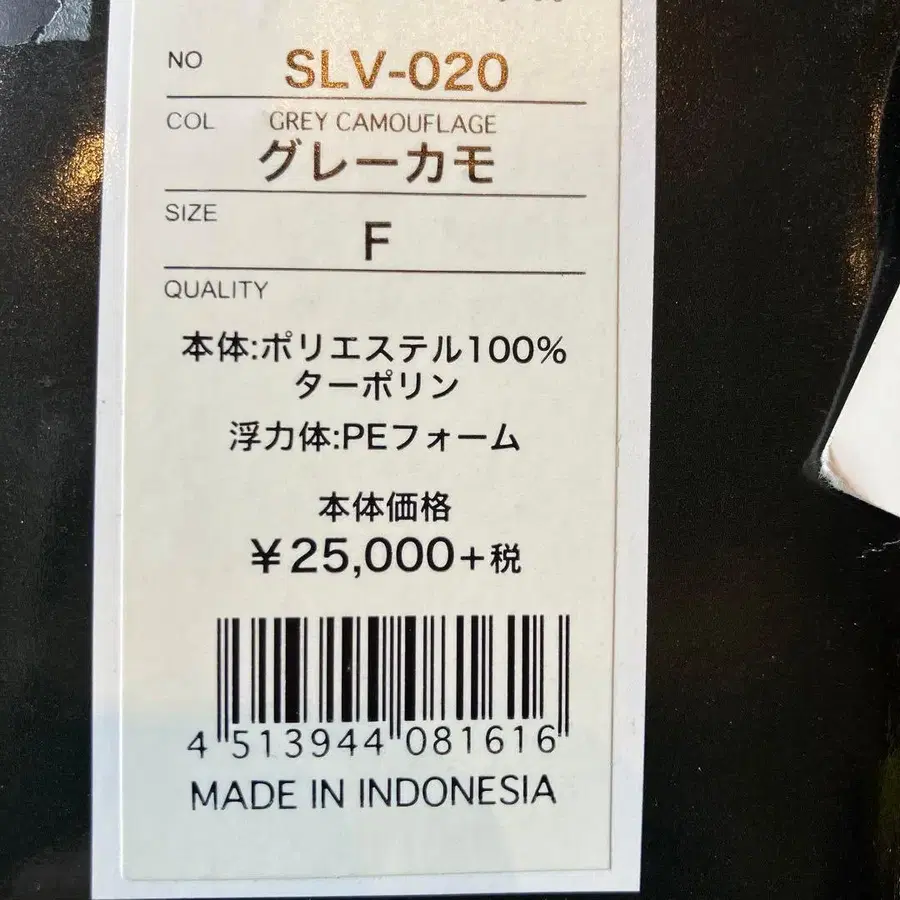 NO SLV-020
COL GREY CAMOUFLAGE
グレーカモ
SIZE
F
QUALITY
本体:ポリエステル100%
ターポリン
浮力体:PEフォーム
本体価格
¥25,000+税
4 513944 081616
MADE IN INDONESIA